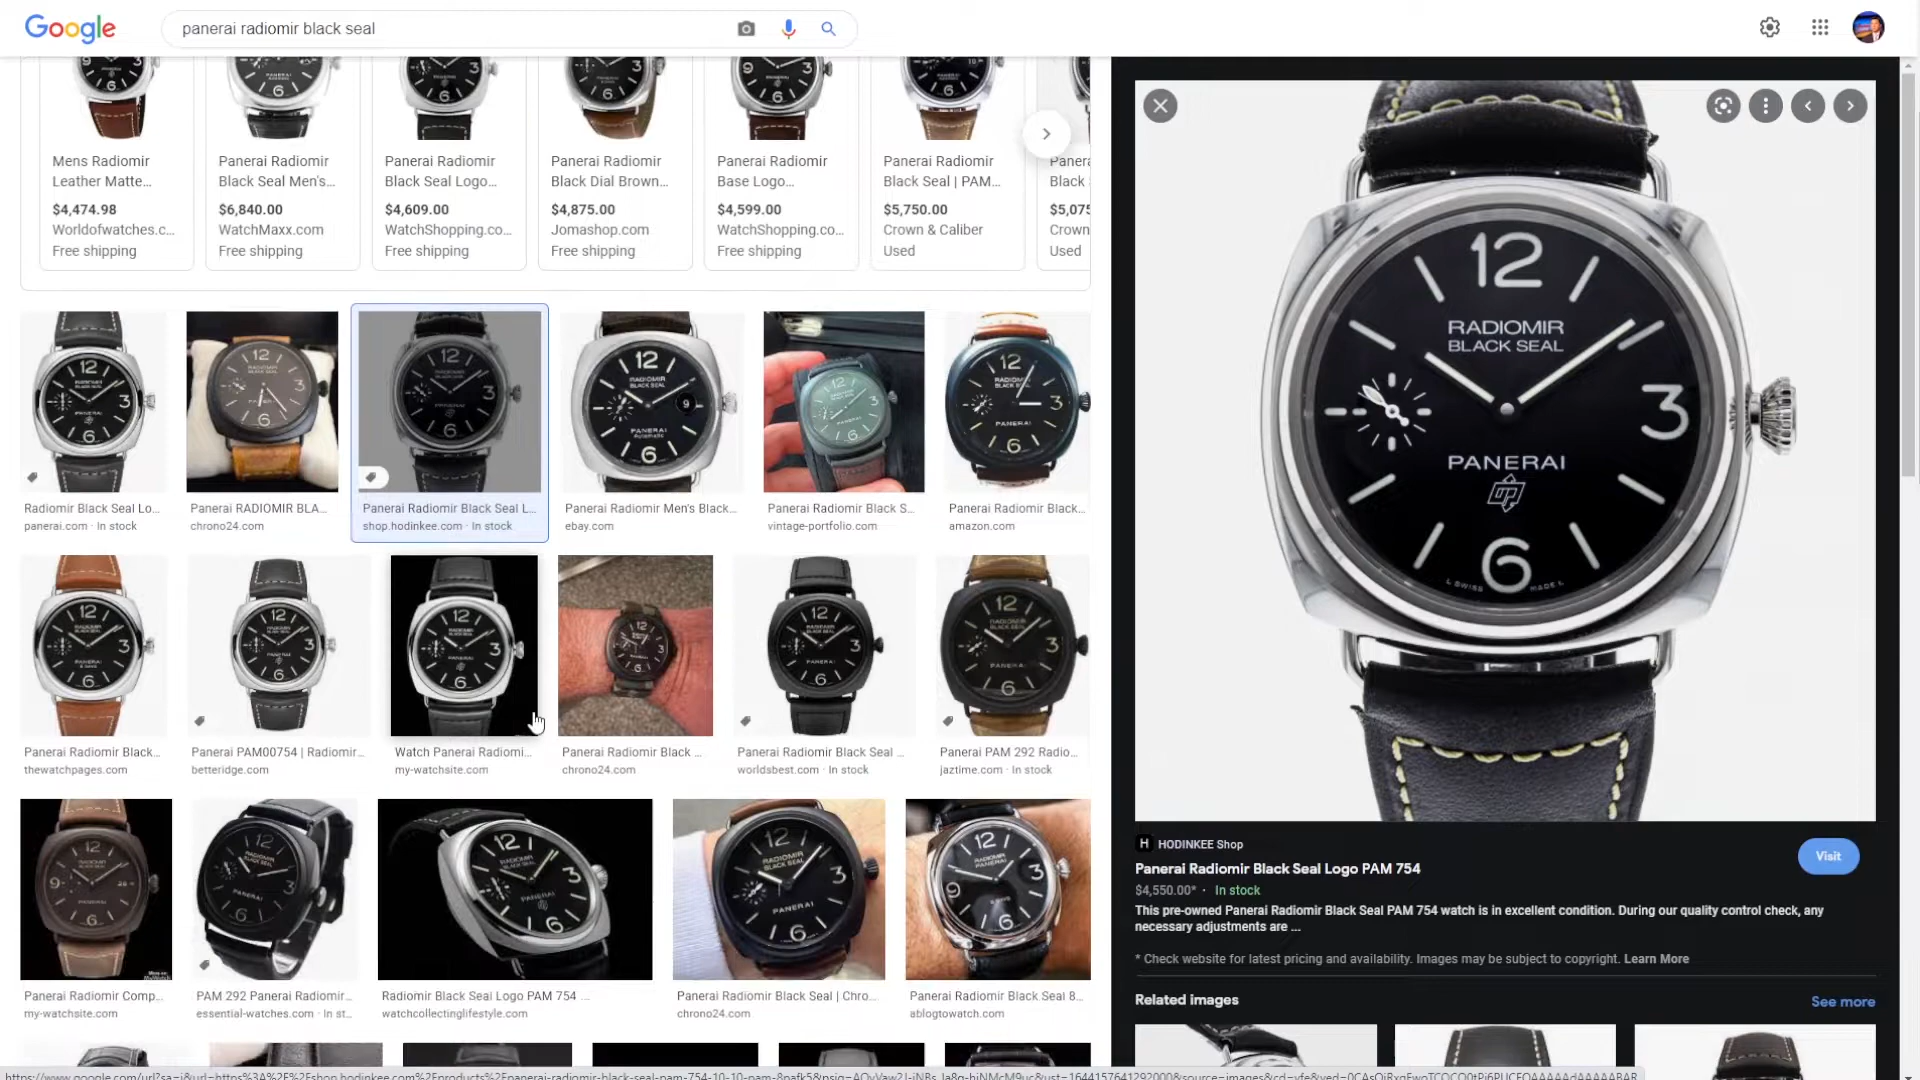 Google
panerai radiomir black seal
Mens Radiomir
Leather Matte...
$4,474.98
Worldofwatches.c...
Free shipping
Panerai Radiomir
Black Seal Men's...
$6,840.00
WatchMaxx.com
Free shipping
Panerai Radiomir
Black Seal Logo...
$4,609.00
WatchShopping.co...
Free shipping
Panerai Radiomir
Black Dial Brown...
$4,875.00
Jomashop.com
Free shipping
Panerai Radiomir
Base Logo...
$4,599.00
WatchShopping.co...
Free shipping
Panerai Radiomir
Black Seal | PAM...
$5,750.00
Crown & Caliber
Used
Panera
Black
$5,075
Crown
Used
Radiomir Black Seal Lo...
panerai.com · In stock
Panerai RADIOMIR BLA...
chrono24.com
Panerai Radiomir Black Seal L...
shop.hodinkee.com · In stock
Panerai Radiomir Men's Black...
ebay.com
Panerai Radiomir Black S...
vintage-portfolio.com
Panerai Radiomir Black...
amazon.com
Panerai Radiomir Black...
thewatchpages.com
Panerai PAM00754 | Radiomir...
betteridge.com
Watch Panerai Radiomi...
my-watchsite.com
Panerai Radiomir Black ...
chrono24.com
Panerai Radiomir Black Seal ...
worldsbest.com · In stock
Panerai PAM 292 Radio...
jaztime.com · In stock
Panerai Radiomir Comp...
my-watchsite.com
PAM 292 Panerai Radiomir...
essential-watches.com · In st...
Radiomir Black Seal Logo PAM 754 ...
watchcollectinglifestyle.com
Panerai Radiomir Black Seal | Chro...
chrono24.com
Panerai Radiomir Black Seal 8...
ablogtowatch.com
12
RADIOMIR
BLACK SEAL
3
PANERAI
6
L SWISS MADE L
H HODINKEE Shop
Visit
Panerai Radiomir Black Seal Logo PAM 754
$4,550.00* · In stock
This pre-owned Panerai Radiomir Black Seal PAM 754 watch is in excellent condition. During our quality control check, any
necessary adjustments are ...
* Check website for latest pricing and availability. Images may be subject to copyright. Learn More
Related images
See more